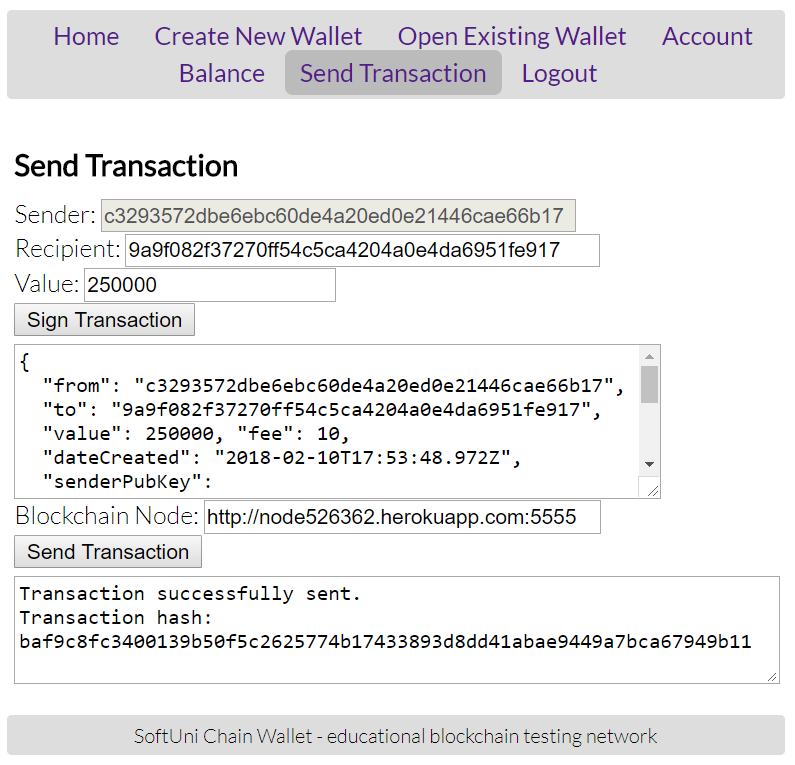 Home Create New Wallet Open Existing Wallet Account
Balance Send Transaction Logout
Send Transaction
Sender: c3293572dbe6ebc60de4a20ed0e21446cae66b17
Recipient: 9a9f082f37270ff54c5ca4204a0e4da6951fe917
Value: 250000
Sign Transaction
{
"from": "c3293572dbe6ebc60de4a20ed0e21446cae66b17",
"to": "9a9f082f37270ff54c5ca4204a0e4da6951fe917",
"value": 250000, "fee": 10,
"dateCreated": "2018-02-10T17:53:48.972Z",
"senderPubKey":
Blockchain Node: http://node526362.herokuapp.com:5555
Send Transaction
Transaction successfully sent.
Transaction hash:
baf9c8fc3400139b50f5c2625774b17433893d8dd41abae9449a7bca67949b11
SoftUni Chain Wallet - educational blockchain testing network